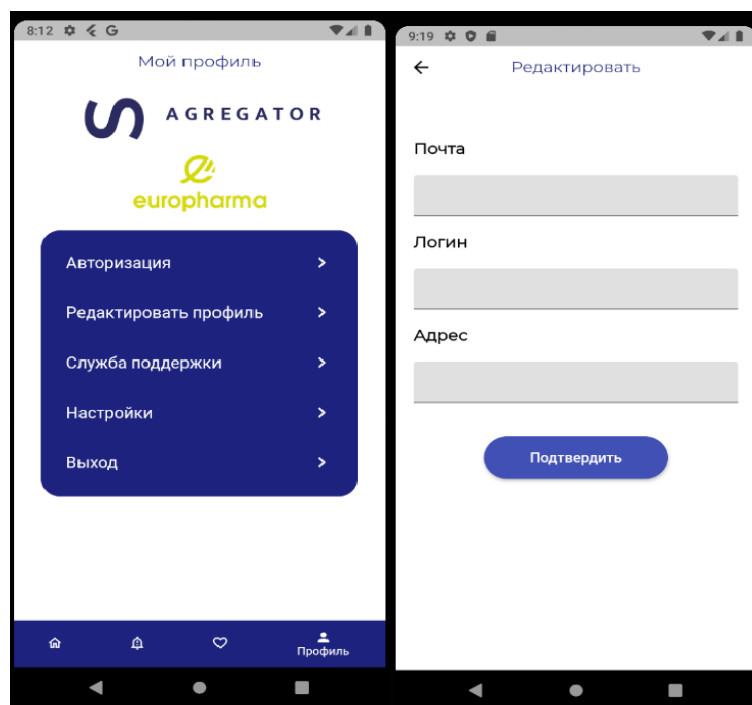 8:12 G
Мой профиль
AGREGATOR
europharma
Авторизация >
Редактировать профиль >
Служба поддержки >
Настройки >
Выход >
Профиль
9:19
Редактировать
Почта
Логин
Адрес
Подтвердить